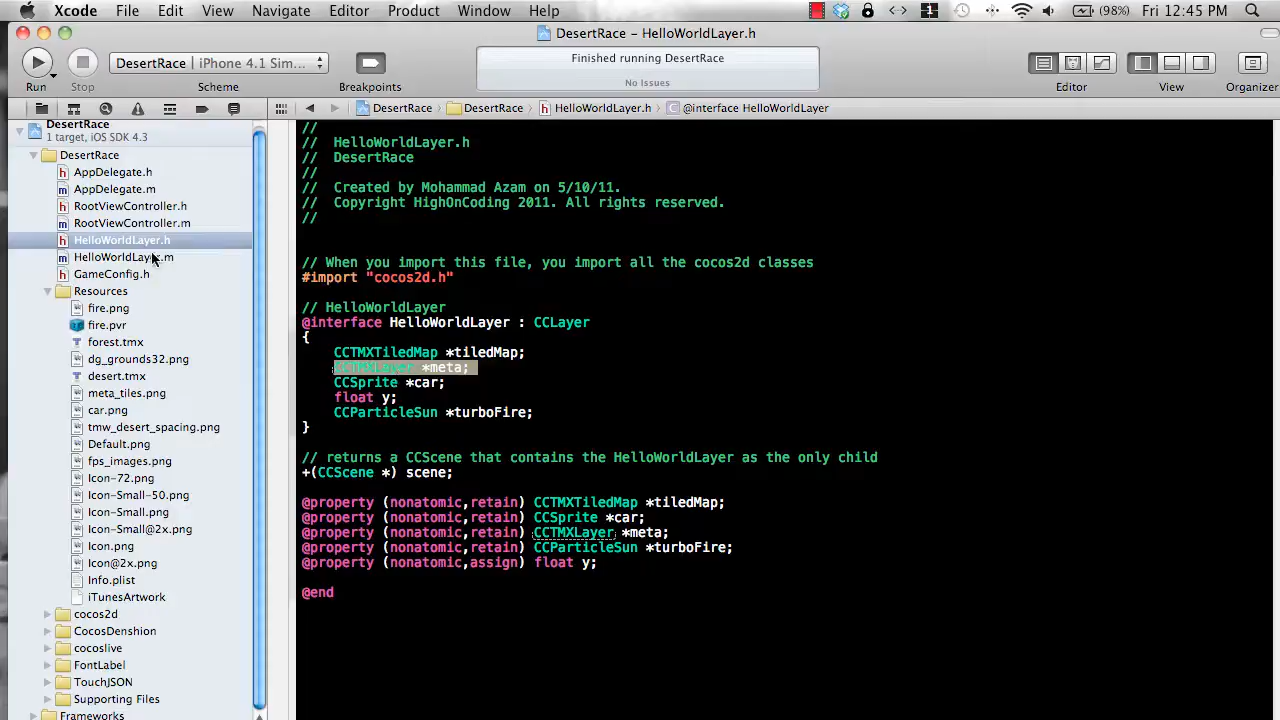 Xcode File Edit View Navigate Editor Product Window Help 1 (98%) Fri 12:45 PM
DesertRace – HelloWorldLayer.h
DesertRace | iPhone 4.1 Sim...
Finished running DesertRace
No Issues
Run Stop Scheme Breakpoints Editor View Organizer
DesertRace DesertRace HelloWorldLayer.h @interface HelloWorldLayer
DesertRace
1 target, iOS SDK 4.3
DesertRace
AppDelegate.h
AppDelegate.m
RootViewController.h
RootViewController.m
HelloWorldLayer.h
HelloWorldLayer.m
GameConfig.h
Resources
fire.png
fire.pvr
forest.tmx
dg_grounds32.png
desert.tmx
meta_tiles.png
car.png
tmw_desert_spacing.png
Default.png
fps_images.png
Icon-72.png
Icon-Small-50.png
Icon-Small.png
Icon-Small@2x.png
Icon.png
Icon@2x.png
Info.plist
iTunesArtwork
cocos2d
CocosDenshion
cocoslive
FontLabel
TouchJSON
Supporting Files
Frameworks
//
// HelloWorldLayer.h
// DesertRace
//
// Created by Mohammad Azam on 5/10/11.
// Copyright HighOnCoding 2011. All rights reserved.
//
// When you import this file, you import all the cocos2d classes
#import "cocos2d.h"
// HelloWorldLayer
@interface HelloWorldLayer : CCLayer
{
CCTMXTiledMap *tiledMap;
CCTMXLayer *meta;
CCSprite *car;
float y;
CCParticleSun *turboFire;
}
// returns a CCScene that contains the HelloWorldLayer as the only child
+(CCScene *) scene;
@property (nonatomic,retain) CCTMXTiledMap *tiledMap;
@property (nonatomic,retain) CCSprite *car;
@property (nonatomic,retain) CCTMXLayer *meta;
@property (nonatomic,retain) CCParticleSun *turboFire;
@property (nonatomic,assign) float y;
@end